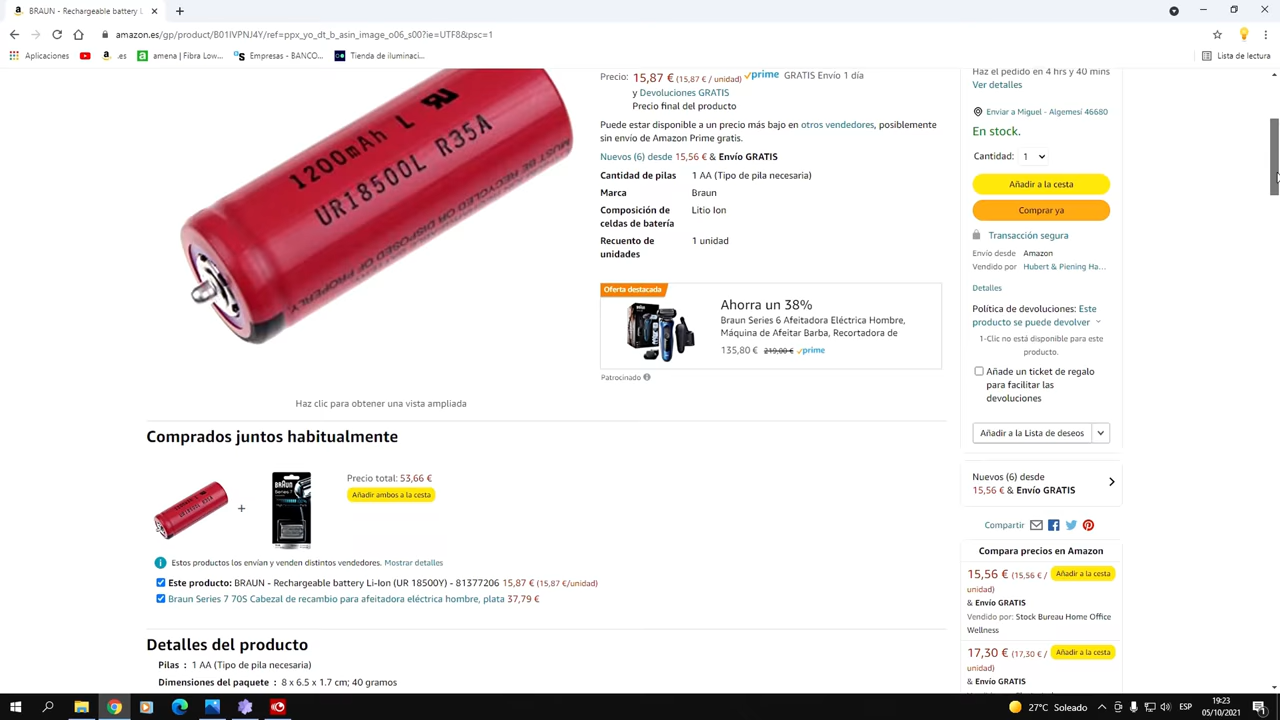 BRAUN - Rechargeable battery L
amazon.es/gp/product/B01IVPNJ4Y/ref=ppx_yo_dt_b_asin_image_o06_s00?ie=UTF8&psc=1
Aplicaciones
.es
amena | Fibra Low...
Empresas - BANCO...
Tienda de iluminaci...
Lista de lectura
1200mAh L
UR18500L R35A
Precio: 15,87 € (15,87 € / unidad) prime GRATIS Envío 1 día
y Devoluciones GRATIS
Precio final del producto
Puede estar disponible a un precio más bajo en otros vendedores, posiblemente
sin envío de Amazon Prime gratis.
Nuevos (6) desde 15,56 € & Envío GRATIS
Cantidad de pilas 1 AA (Tipo de pila necesaria)
Marca Braun
Composición de Litio Ion
celdas de batería
Recuento de 1 unidad
unidades
Oferta destacada
Ahorra un 38%
Braun Series 6 Afeitadora Eléctrica Hombre,
Máquina de Afeitar Barba, Recortadora de
135,80 € 219,00 € prime
Patrocinado
Haz clic para obtener una vista ampliada
Comprados juntos habitualmente
+
BRAUN
Series 7
Precio total: 53,66 €
Añadir ambos a la cesta
Estos productos los envían y venden distintos vendedores. Mostrar detalles
Este producto: BRAUN - Rechargeable battery Li-Ion (UR 18500Y) - 81377206 15,87 € (15,87 €/unidad)
Braun Series 7 70S Cabezal de recambio para afeitadora eléctrica hombre, plata 37,79 €
Detalles del producto
Pilas : 1 AA (Tipo de pila necesaria)
Dimensiones del paquete : 8 x 6.5 x 1.7 cm; 40 gramos
Haz el pedido en 4 hrs y 40 mins
Ver detalles
Enviar a Miguel - Algemesí 46680
En stock.
Cantidad: 1
Añadir a la cesta
Comprar ya
Transacción segura
Envío desde Amazon
Vendido por Hubert & Piening Ha...
Detalles
Política de devoluciones: Este
producto se puede devolver
1-Clic no está disponible para este
producto.
Añade un ticket de regalo
para facilitar las
devoluciones
Añadir a la Lista de deseos
Nuevos (6) desde
15,56 € & Envío GRATIS
Compartir
Compara precios en Amazon
15,56 € (15,56 € / Añadir a la cesta
unidad)
& Envío GRATIS
Vendido por: Stock Bureau Home Office
Wellness
17,30 € (17,30 € / Añadir a la cesta
unidad)
& Envío GRATIS
27°C Soleado
ESP
19:23
05/10/2021